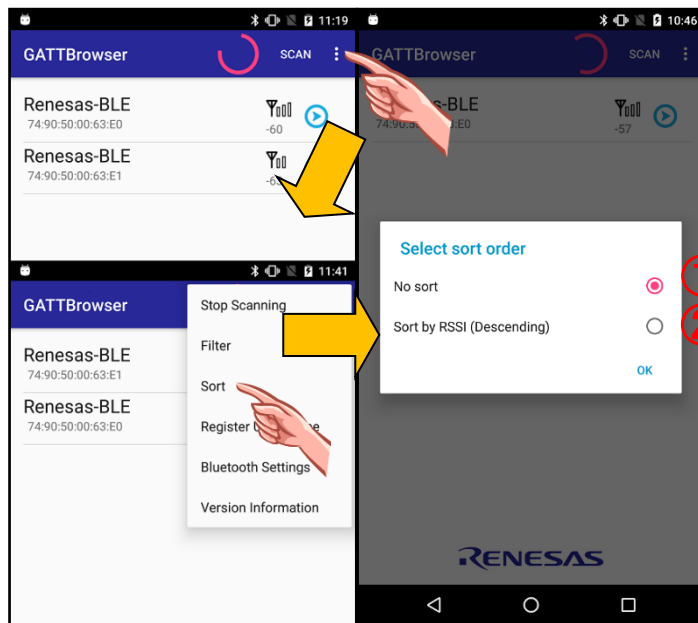 11:19
GATTBrowser
SCAN
Renesas-BLE
74:90:50:00:63:E0
-60
Renesas-BLE
74:90:50:00:63:E1
11:41
GATTBrowser
Renesas-BLE
74:90:50:00:63:E1
Renesas-BLE
74:90:50:00:63:E0
Stop Scanning
Filter
Sort
Register
Bluetooth Settings
Version Information
10:46
GATTBrowser
SCAN
-BLE
-57
Select sort order
No sort
Sort by RSSI (Descending)
OK
RENESAS